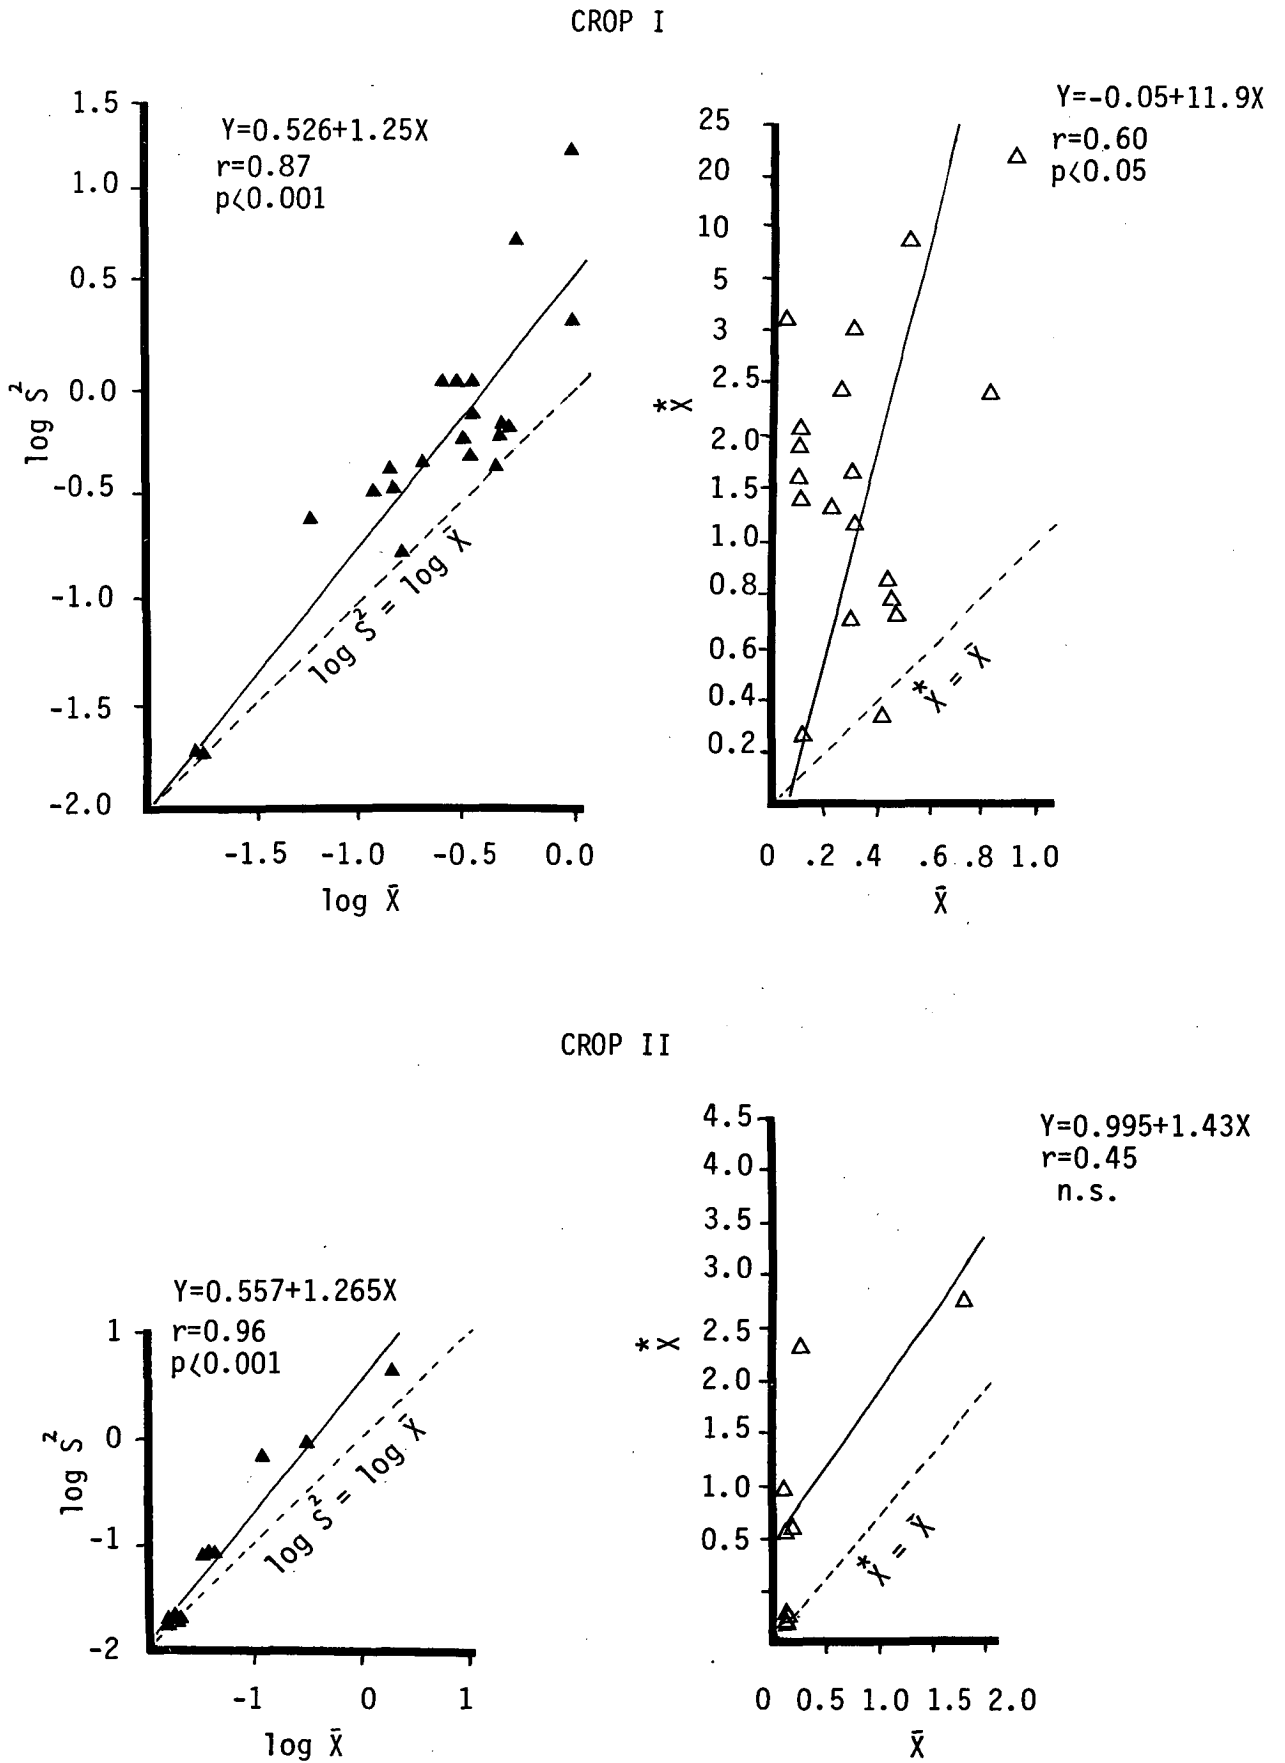 CROP I
Y=0.526+1.25X
r=0.87
p<0.001
1.5
1.0
0.5
0.0
-0.5
-1.0
-1.5
-2.0
log S²
log S² = log X̄
-1.5 -1.0 -0.5 0.0
log X̄
Y=-0.05+11.9X
r=0.60
p<0.05
25
20
10
5
3
2.5
2.0
1.5
1.0
0.8
0.6
0.4
0.2
*X
*X = X̄
0 .2 .4 .6 .8 1.0
X̄
CROP II
Y=0.557+1.265X
r=0.96
p<0.001
1
0
-1
-2
log S²
log S² = log X̄
-1 0 1
log X̄
Y=0.995+1.43X
r=0.45
n.s.
4.5
4.0
3.5
3.0
2.5
2.0
1.5
1.0
0.5
*X
*X = X̄
0 0.5 1.0 1.5 2.0
X̄